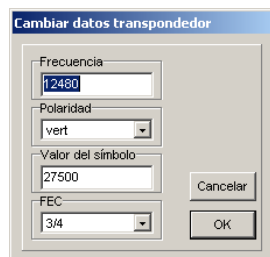 Cambiar datos transpondedor
Frecuencia
12480
Polaridad
vert
Valor del símbolo
27500
FEC
3/4
Cancelar
OK